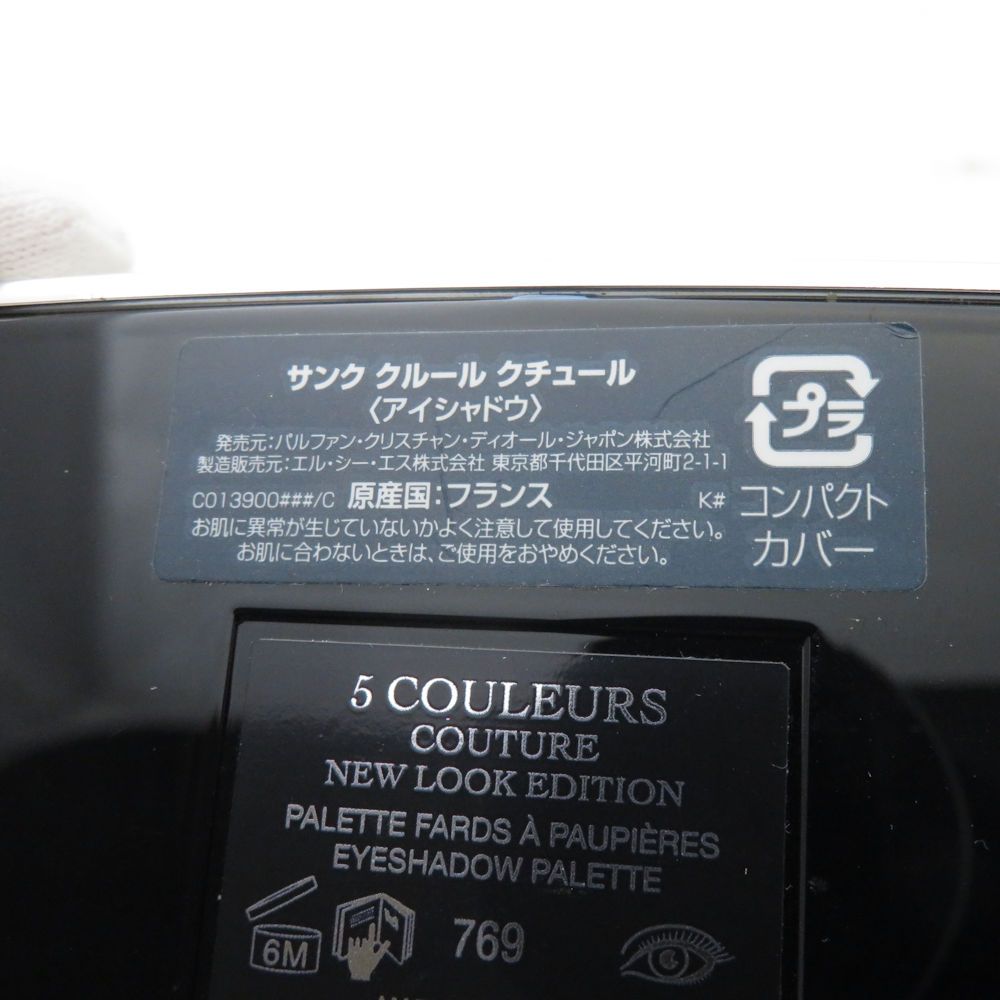 サンク クルール クチュール
〈アイシャドウ〉
発売元:パルファン・クリスチャン・ディオール・ジャポン株式会社
製造販売元:エル・シー・エス株式会社 東京都千代田区平河町2-1-1
C013900###/C 原産国:フランス K#
お肌に異常が生じていないかよく注意して使用してください。
お肌に合わないときは、ご使用をおやめください。
プラ
コンパクト
カバー
5 COULEURS
COUTURE
NEW LOOK EDITION
PALETTE FARDS À PAUPIÈRES
EYESHADOW PALETTE
6M
769